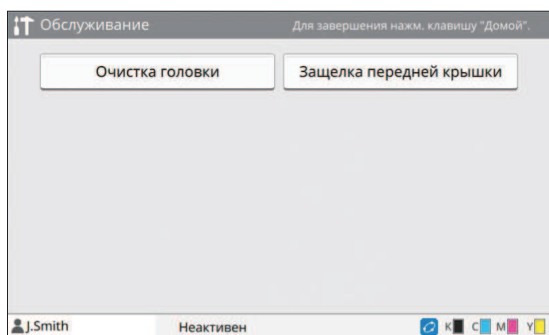 Обслуживание
Для завершения нажм. клавишу "Домой".
Очистка головки
Защелка передней крышки
J.Smith
Неактивен
K C M Y